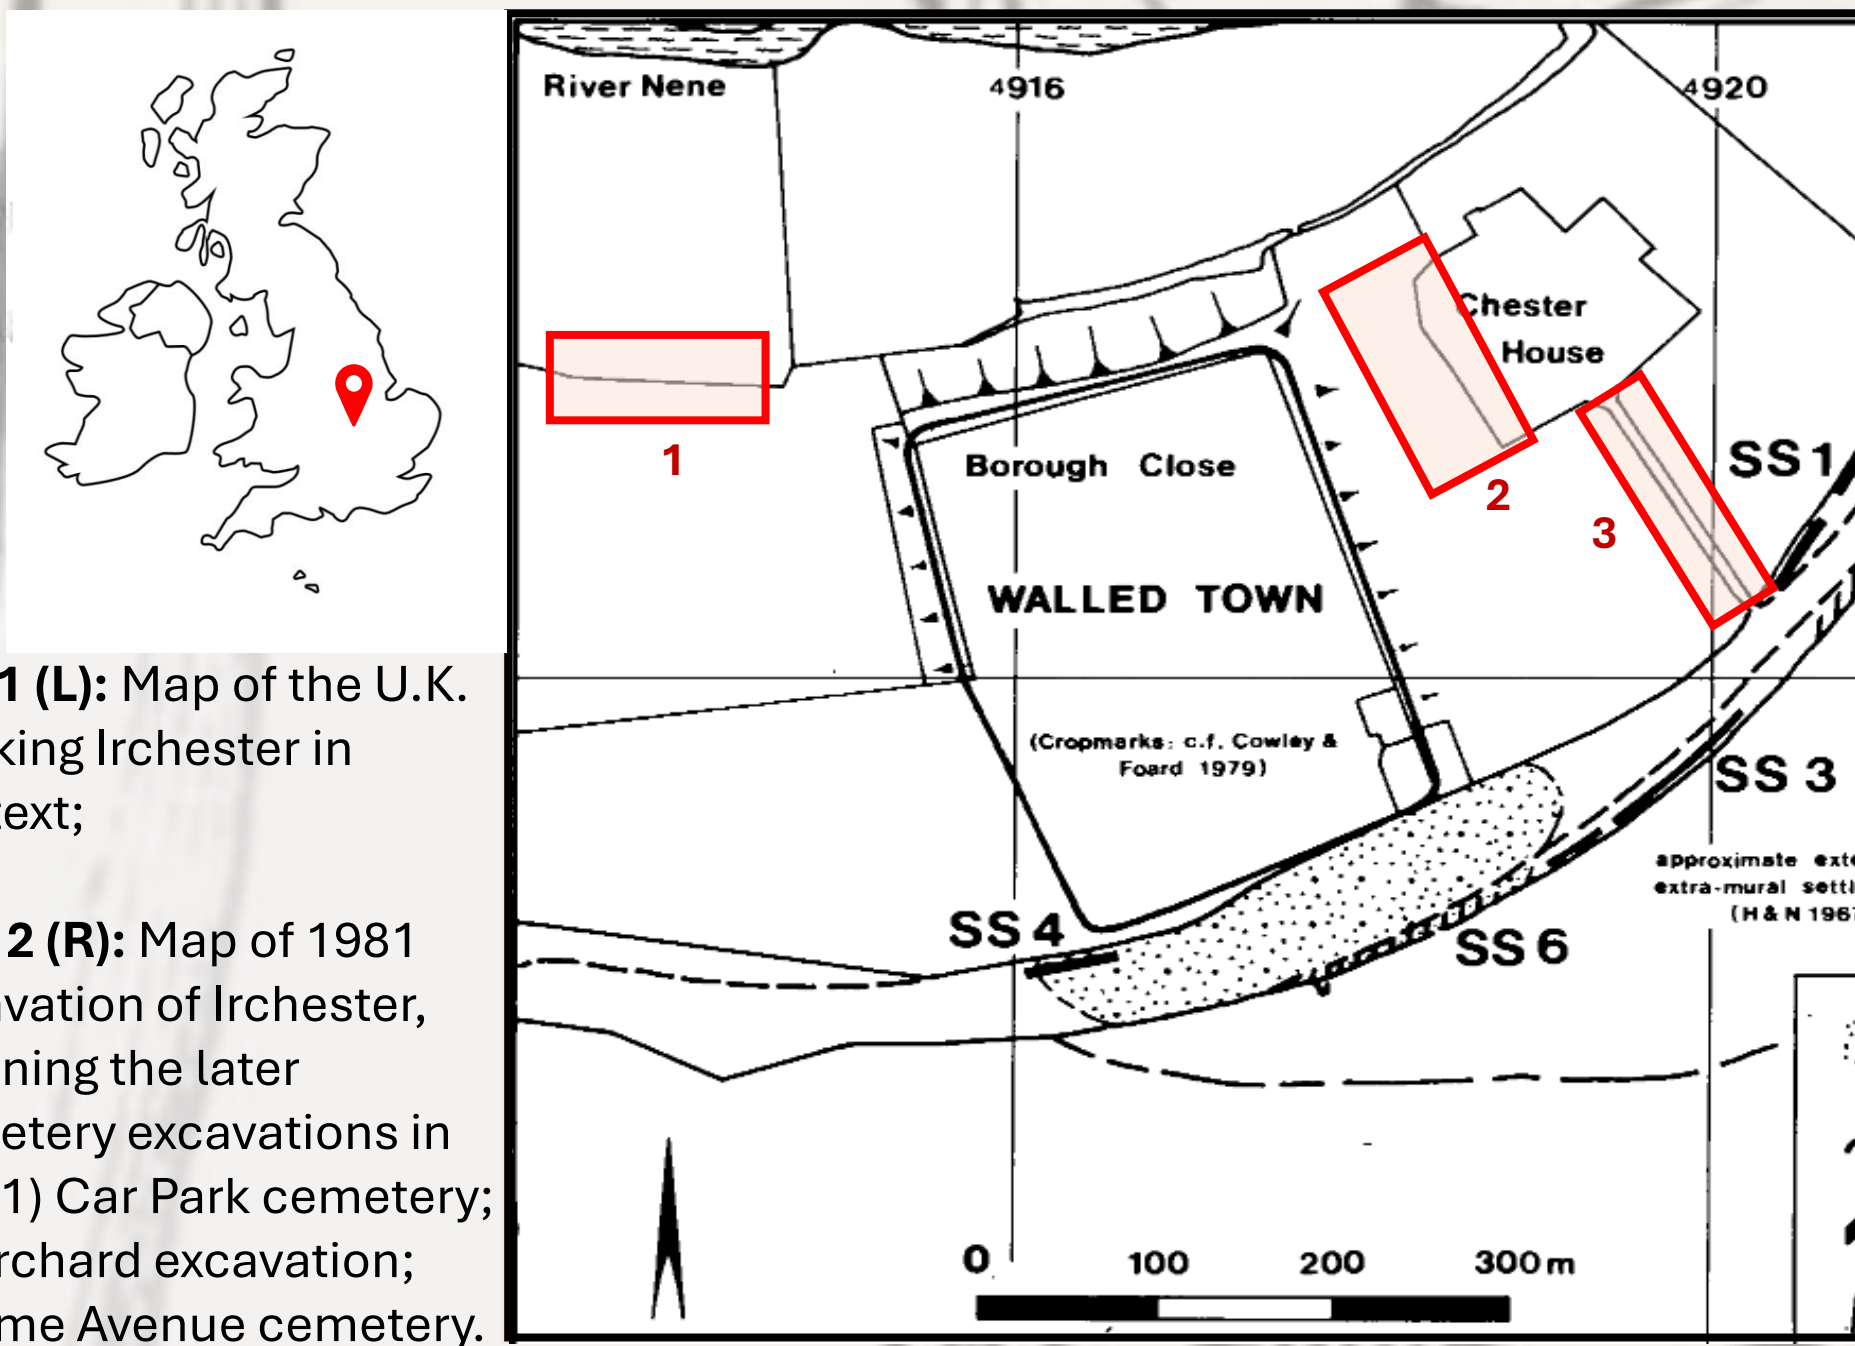 1 (L): Map of the U.K.
king Irchester in
text;
2 (R): Map of 1981
vation of Irchester,
ning the later
etery excavations in
1) Car Park cemetery;
rchard excavation;
me Avenue cemetery.
River Nene
4916
4920
Chester
House
1
2
3
Borough Close
WALLED TOWN
(Cropmarks: c.f. Cowley &
Foard 1979)
SS 1
SS 3
approximate exte
extra-mural settl
(H & N 196
SS 4
SS 6
0 100 200 300 m